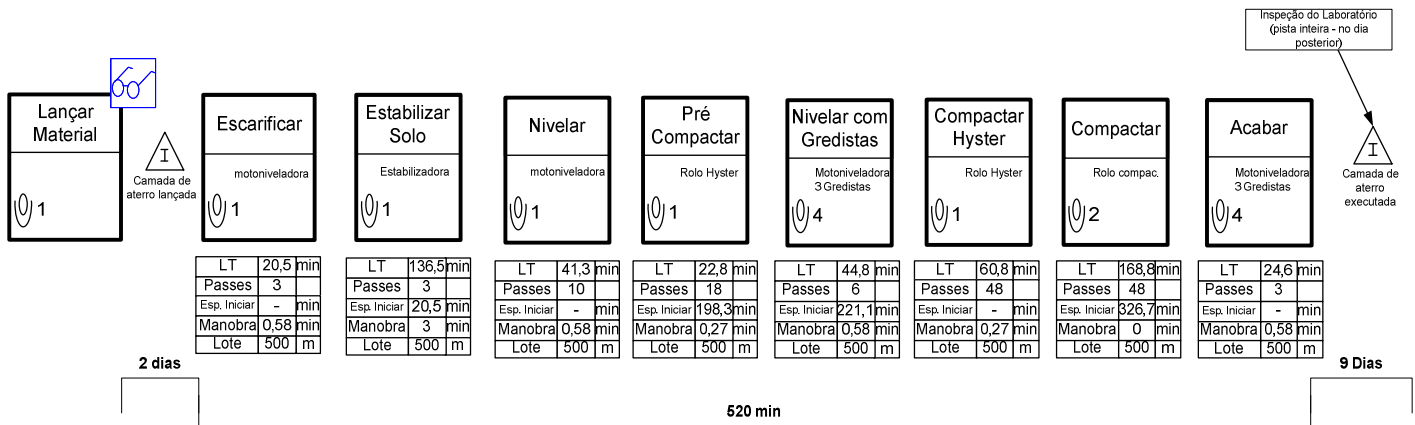 Inspeção do Laboratório
(pista inteira - no dia
posterior)
Lançar
Material
1
I
Camada de
aterro lançada
Escarificar
motoniveladora
1
Estabilizar
Solo
Estabilizadora
1
Nivelar
motoniveladora
1
Pré
Compactar
Rolo Hyster
1
Nivelar com
Gredistas
Motoniveladora
3 Gredistas
4
Compactar
Hyster
Rolo Hyster
1
Compactar
Rolo compac.
2
Acabar
Motoniveladora
3 Gredistas
4
I
Camada de
aterro
executada
LT 20,5 min
Passes 3
Esp. Iniciar - min
Manobra 0,58 min
Lote 500 m
LT 136,5 min
Passes 3
Esp. Iniciar 20,5 min
Manobra 3 min
Lote 500 m
LT 41,3 min
Passes 10
Esp. Iniciar - min
Manobra 0,58 min
Lote 500 m
LT 22,8 min
Passes 18
Esp. Iniciar 198,3 min
Manobra 0,27 min
Lote 500 m
LT 44,8 min
Passes 6
Esp. Iniciar 221,1 min
Manobra 0,58 min
Lote 500 m
LT 60,8 min
Passes 48
Esp. Iniciar - min
Manobra 0,27 min
Lote 500 m
LT 168,8 min
Passes 48
Esp. Iniciar 326,7 min
Manobra 0 min
Lote 500 m
LT 24,6 min
Passes 3
Esp. Iniciar - min
Manobra 0,58 min
Lote 500 m
2 dias
520 min
9 Dias